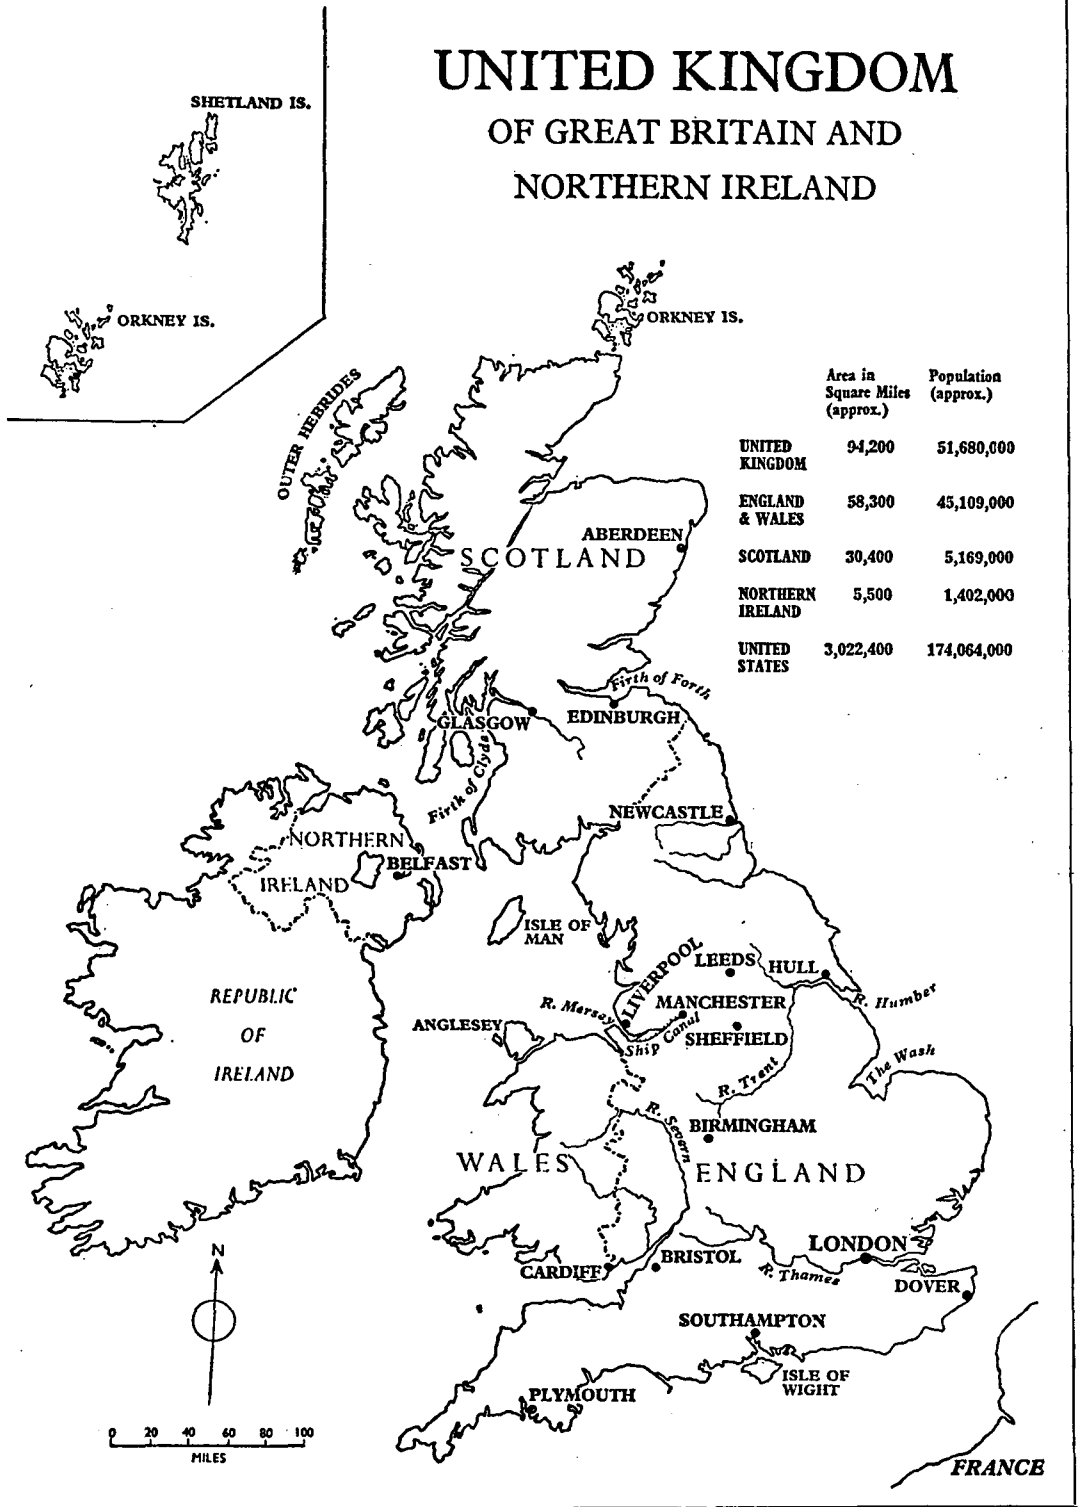 UNITED KINGDOM
OF GREAT BRITAIN AND
NORTHERN IRELAND
SHETLAND IS.
ORKNEY IS.
ORKNEY IS.
OUTER HEBRIDES
Area in
Square Miles
(approx.)
Population
(approx.)
UNITED
KINGDOM
94,200
51,680,000
ENGLAND
& WALES
58,300
45,109,000
SCOTLAND
30,400
5,169,000
NORTHERN
IRELAND
5,500
1,402,000
UNITED
STATES
3,022,400
174,064,000
ABERDEEN
SCOTLAND
Firth of Forth
GLASGOW
EDINBURGH
Firth of Clyde
NEWCASTLE
NORTHERN
IRELAND
BELFAST
ISLE OF
MAN
LIVERPOOL
LEEDS
HULL
R. Humber
REPUBLIC
OF
IRELAND
R. Mersey
MANCHESTER
ANGLESEY
Ship Canal
SHEFFIELD
The Wash
R. Trent
R. Severn
BIRMINGHAM
WALES
ENGLAND
LONDON
BRISTOL
CARDIFF
R. Thames
DOVER
SOUTHAMPTON
ISLE OF
WIGHT
PLYMOUTH
N
0 20 40 60 80 100
MILES
FRANCE